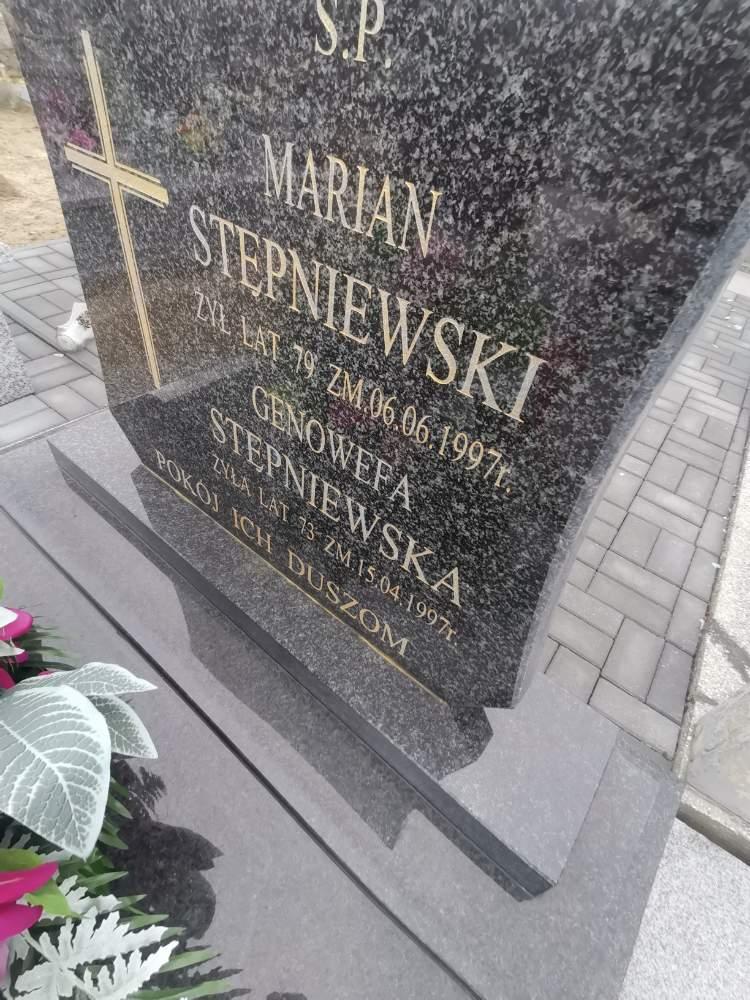 Ś.P.
MARIAN
STĘPNIEWSKI
ŻYŁ LAT 79 ZM.06.06.1997r.
GENOWEFA
STĘPNIEWSKA
ŻYŁA LAT 73 ZM.15.04.1997r.
POKÓJ ICH DUSZOM